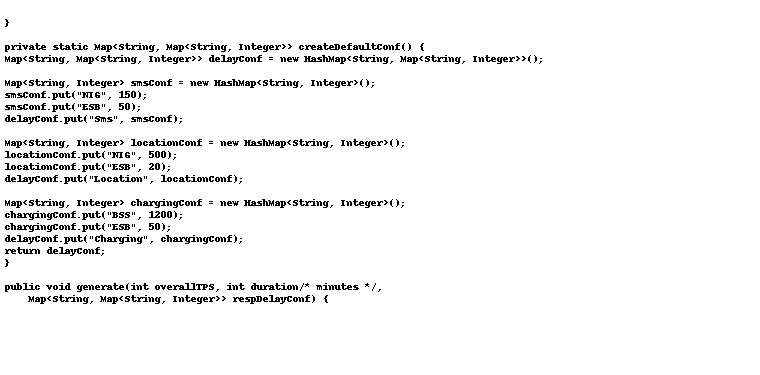 }
private static Map<String, Map<String, Integer>> createDefaultConf() {
Map<String, Map<String, Integer>> delayConf = new HashMap<String, Map<String, Integer>>();
Map<String, Integer> smsConf = new HashMap<String, Integer>();
smsConf.put("NIG", 150);
smsConf.put("ESB", 50);
delayConf.put("Sms", smsConf);
Map<String, Integer> locationConf = new HashMap<String, Integer>();
locationConf.put("NIG", 500);
locationConf.put("ESB", 20);
delayConf.put("Location", locationConf);
Map<String, Integer> chargingConf = new HashMap<String, Integer>();
chargingConf.put("BSS", 1200);
chargingConf.put("ESB", 50);
delayConf.put("Charging", chargingConf);
return delayConf;
}
public void generate(int overallTPS, int duration/* minutes */,
Map<String, Map<String, Integer>> respDelayConf) {